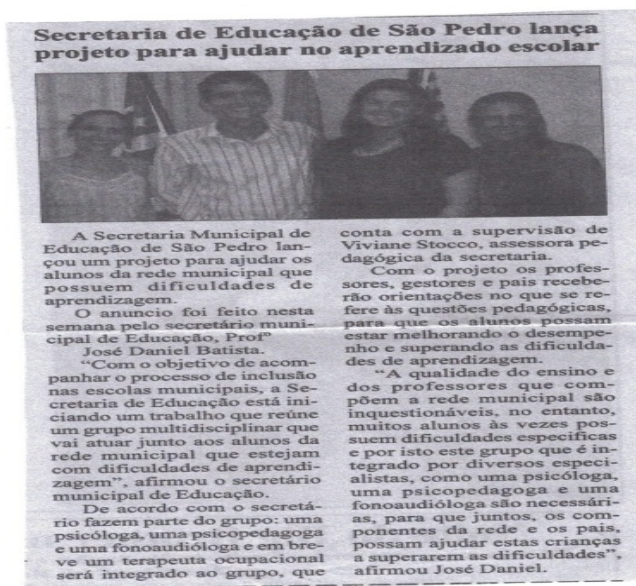 Secretaria de Educação de São Pedro lança
projeto para ajudar no aprendizado escolar
A Secretaria Municipal de
Educação de São Pedro lan-
çou um projeto para ajudar os
alunos da rede municipal que
possuem dificuldades de
aprendizagem.
O anuncio foi feito nesta
semana pelo secretário muni-
cipal de Educação, Profº
José Daniel Batista.
“Com o objetivo de acom-
panhar o processo de inclusão
nas escolas municipais, a Se-
cretaria de Educação está ini-
ciando um trabalho que reúne
um grupo multidisciplinar que
vai atuar junto aos alunos da
rede municipal que estejam
com dificuldades de aprendi-
zagem”, afirmou o secretário
municipal de Educação.
De acordo com o secretá-
rio fazem parte do grupo: uma
psicóloga, uma psicopedagoga
e uma fonoaudióloga e em bre-
ve um terapeuta ocupacional
será integrado ao grupo, que
conta com a supervisão de
Viviane Stocco, assessora pe-
dagógica da secretaria.
Com o projeto os profes-
sores, gestores e pais recebe-
rão orientações no que se re-
fere às questões pedagógicas,
para que os alunos possam
estar melhorando o desempe-
nho e superando as dificulda-
des de aprendizagem.
“A qualidade do ensino e
dos professores que com-
põem a rede municipal são
inquestionáveis, no entanto,
muitos alunos às vezes pos-
suem dificuldades especificas
e por isto este grupo que é in-
tegrado por diversos especi-
alistas, como uma psicóloga,
uma psicopedagoga e uma
fonoaudióloga são necessári-
as, para que juntos, os com-
ponentes da rede e os pais,
possam ajudar estas crianças
a superarem as dificuldades”,
afirmou José Daniel.